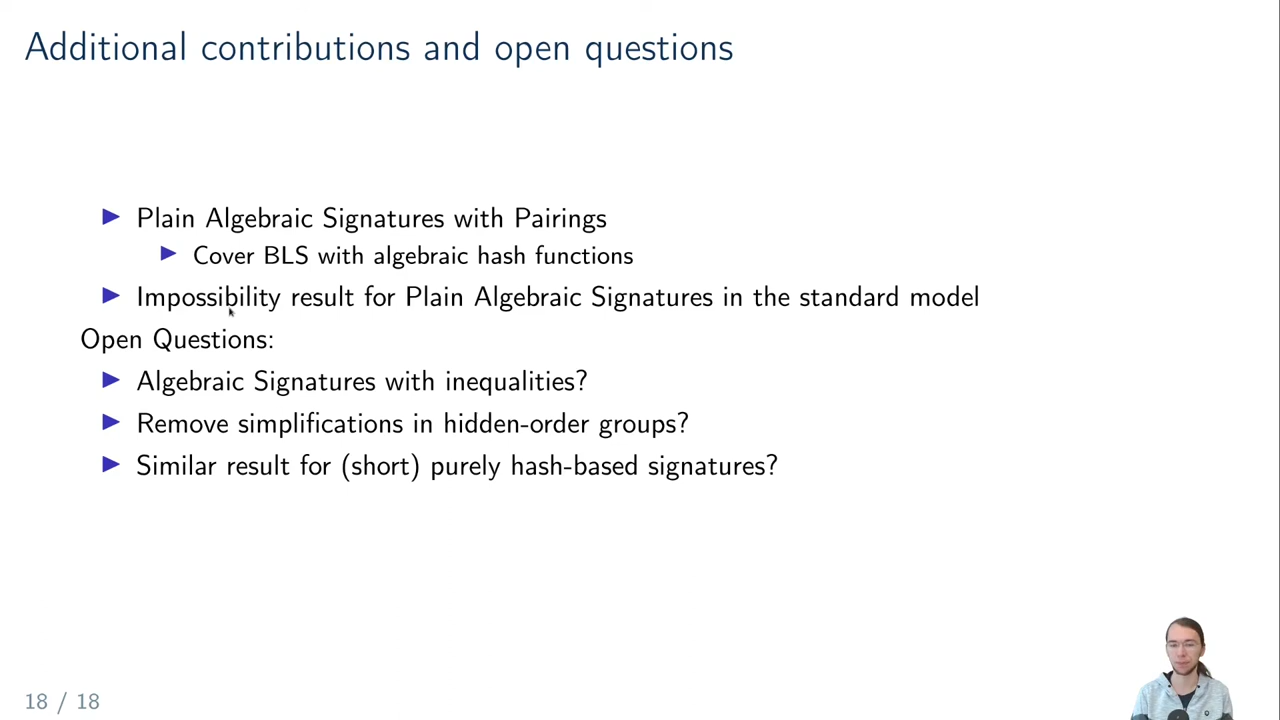 Additional contributions and open questions
Plain Algebraic Signatures with Pairings
Cover BLS with algebraic hash functions
Impossibility result for Plain Algebraic Signatures in the standard model
Open Questions:
Algebraic Signatures with inequalities?
Remove simplifications in hidden-order groups?
Similar result for (short) purely hash-based signatures?
18 / 18